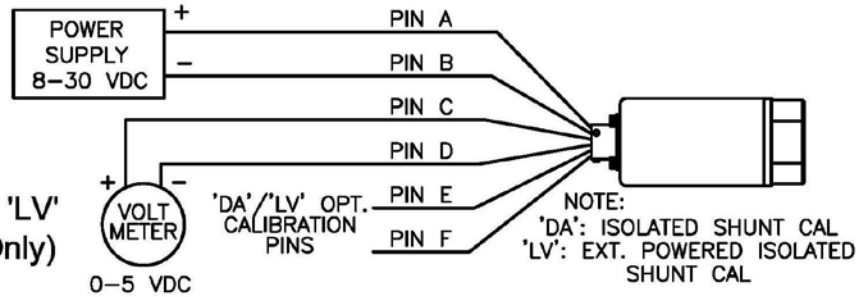 POWER SUPPLY 8-30 VDC
+
−
PIN A
PIN B
PIN C
PIN D
PIN E
PIN F
+
−
VOLT METER
0-5 VDC
'LV'
Only)
'DA'/'LV' OPT. CALIBRATION PINS
NOTE:
'DA': ISOLATED SHUNT CAL
'LV': EXT. POWERED ISOLATED
SHUNT CAL